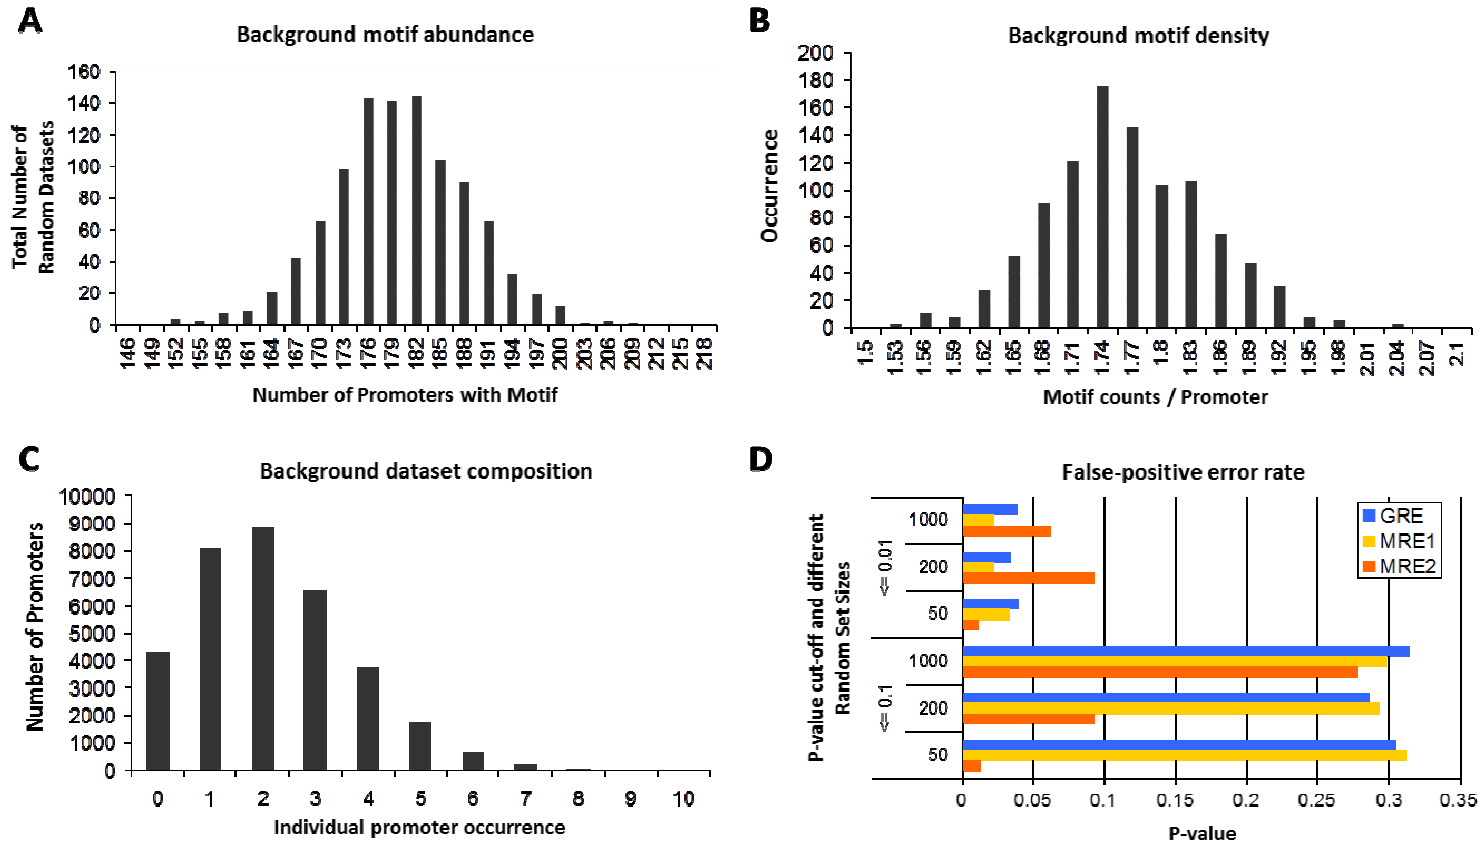 A
Background motif abundance
Total Number of
Random Datasets
160
140
120
100
80
60
40
20
0
146 149 152 155 158 161 164 167 170 173 176 179 182 185 188 191 194 197 200 203 206 209 212 215 218
Number of Promoters with Motif
B
Background motif density
Occurrence
200
180
160
140
120
100
80
60
40
20
0
1.5 1.53 1.56 1.59 1.62 1.65 1.68 1.71 1.74 1.77 1.8 1.83 1.86 1.89 1.92 1.95 1.98 2.01 2.04 2.07 2.1
Motif counts / Promoter
C
Background dataset composition
Number of Promoters
10000
9000
8000
7000
6000
5000
4000
3000
2000
1000
0
0 1 2 3 4 5 6 7 8 9 10
Individual promoter occurrence
D
False-positive error rate
P-value cut-off and different
Random Set Sizes
<= 0.01
1000
200
50
<= 0.1
1000
200
50
GRE
MRE1
MRE2
0 0.05 0.1 0.15 0.2 0.25 0.3 0.35
P-value